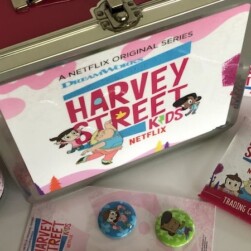 A NETFLIX ORIGINAL SERIES
DREAMWORKS
HARVEY
STREET
KIDS
NETFLIX
HARVEY
STREET
TRADING